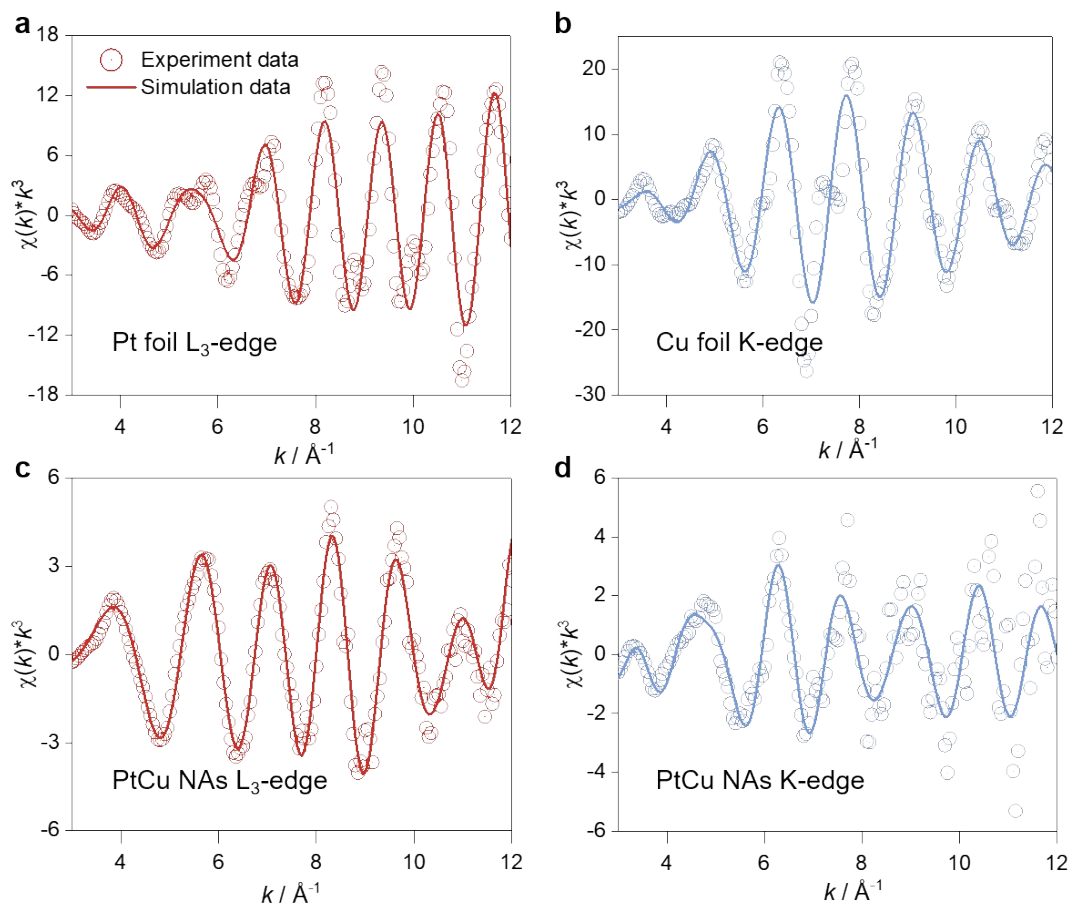 a
18
12
6
0
-6
-12
-18
χ(k)*k³
Experiment data
Simulation data
Pt foil L₃-edge
4 6 8 10 12
k / Å⁻¹
b
20
10
0
-10
-20
-30
χ(k)*k³
Cu foil K-edge
4 6 8 10 12
k / Å⁻¹
c
6
3
0
-3
-6
χ(k)*k³
PtCu NAs L₃-edge
4 6 8 10 12
k / Å⁻¹
d
6
4
2
0
-2
-4
-6
χ(k)*k³
PtCu NAs K-edge
4 6 8 10 12
k / Å⁻¹